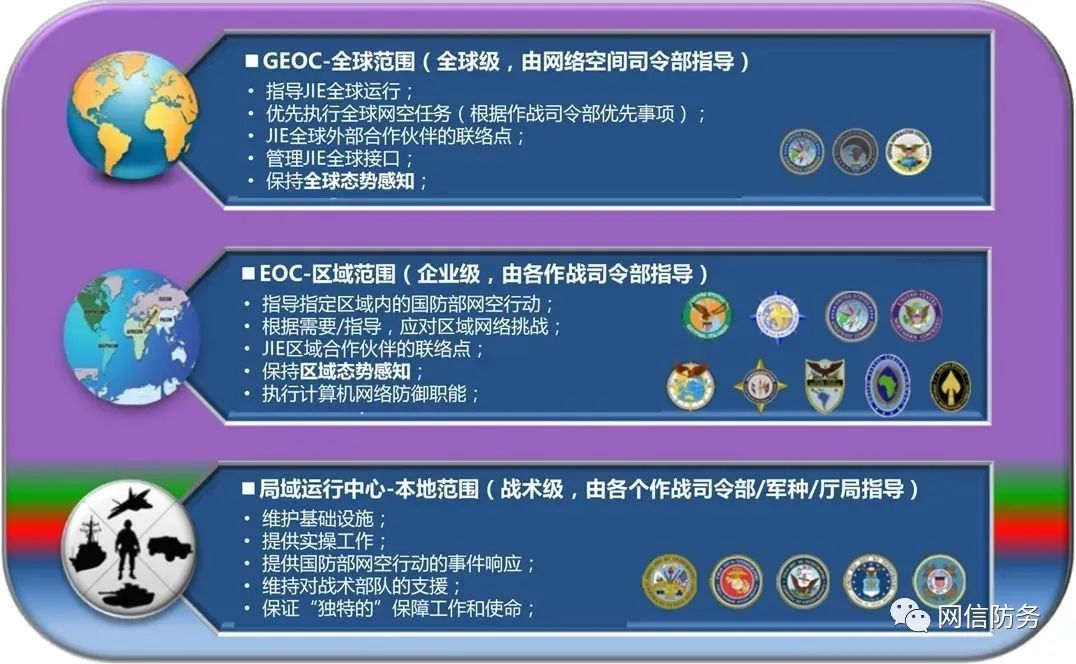 ■GEOC-全球范围（全球级，由网络空间司令部指导）
• 指导JIE全球运行；
• 优先执行全球网空任务（根据作战司令部优先事项）；
• JIE全球外部合作伙伴的联络点；
• 管理JIE全球接口；
• 保持全球态势感知；
■EOC-区域范围（企业级，由各作战司令部指导）
• 指导指定区域内的国防部网空行动；
• 根据需要/指导，应对区域网络挑战；
• JIE区域合作伙伴的联络点；
• 保持区域态势感知；
• 执行计算机网络防御职能；
■局域运行中心-本地范围（战术级，由各个作战司令部/军种/厅局指导）
• 维护基础设施；
• 提供实操工作；
• 提供国防部网空行动的事件响应；
• 维持对战术部队的支援；
• 保证“独特的”保障工作和使命；
网信防务